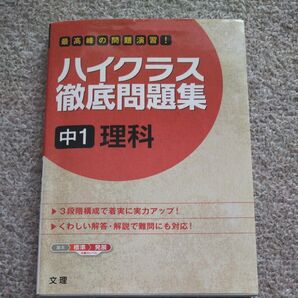 最高峰の問題演習！
ハイクラス
徹底問題集
中1 理科
▶3段階構成で着実に実力アップ！
▶くわしい解答・解説で難問にも対応！
標準 発展
文理